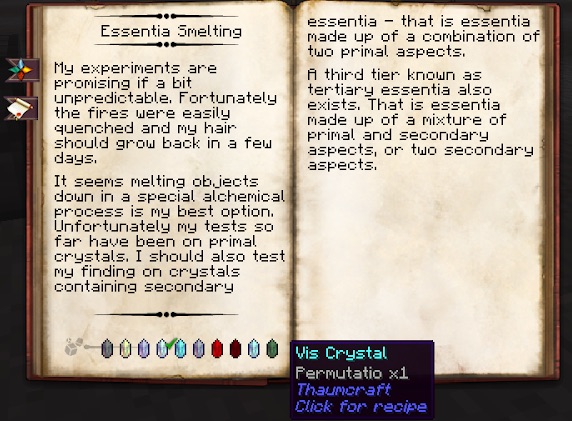 Essentia Smelting
My experiments are
promising if a bit
unpredictable. Fortunately
the fires were easily
quenched and my hair
should grow back in a few
days.
It seems melting objects
down in a special alchemical
process is my best option.
Unfortunately my tests so
far have been on primal
crystals. I should also test
my finding on crystals
containing secondary
essentia - that is essentia
made up of a combination of
two primal aspects.
A third tier known as
tertiary essentia also
exists. That is essentia
made up of a mixture of
primal and secondary
aspects, or two secondary
aspects.
Vis Crystal
Permutatio x1
Thaumcraft
Click for recipe